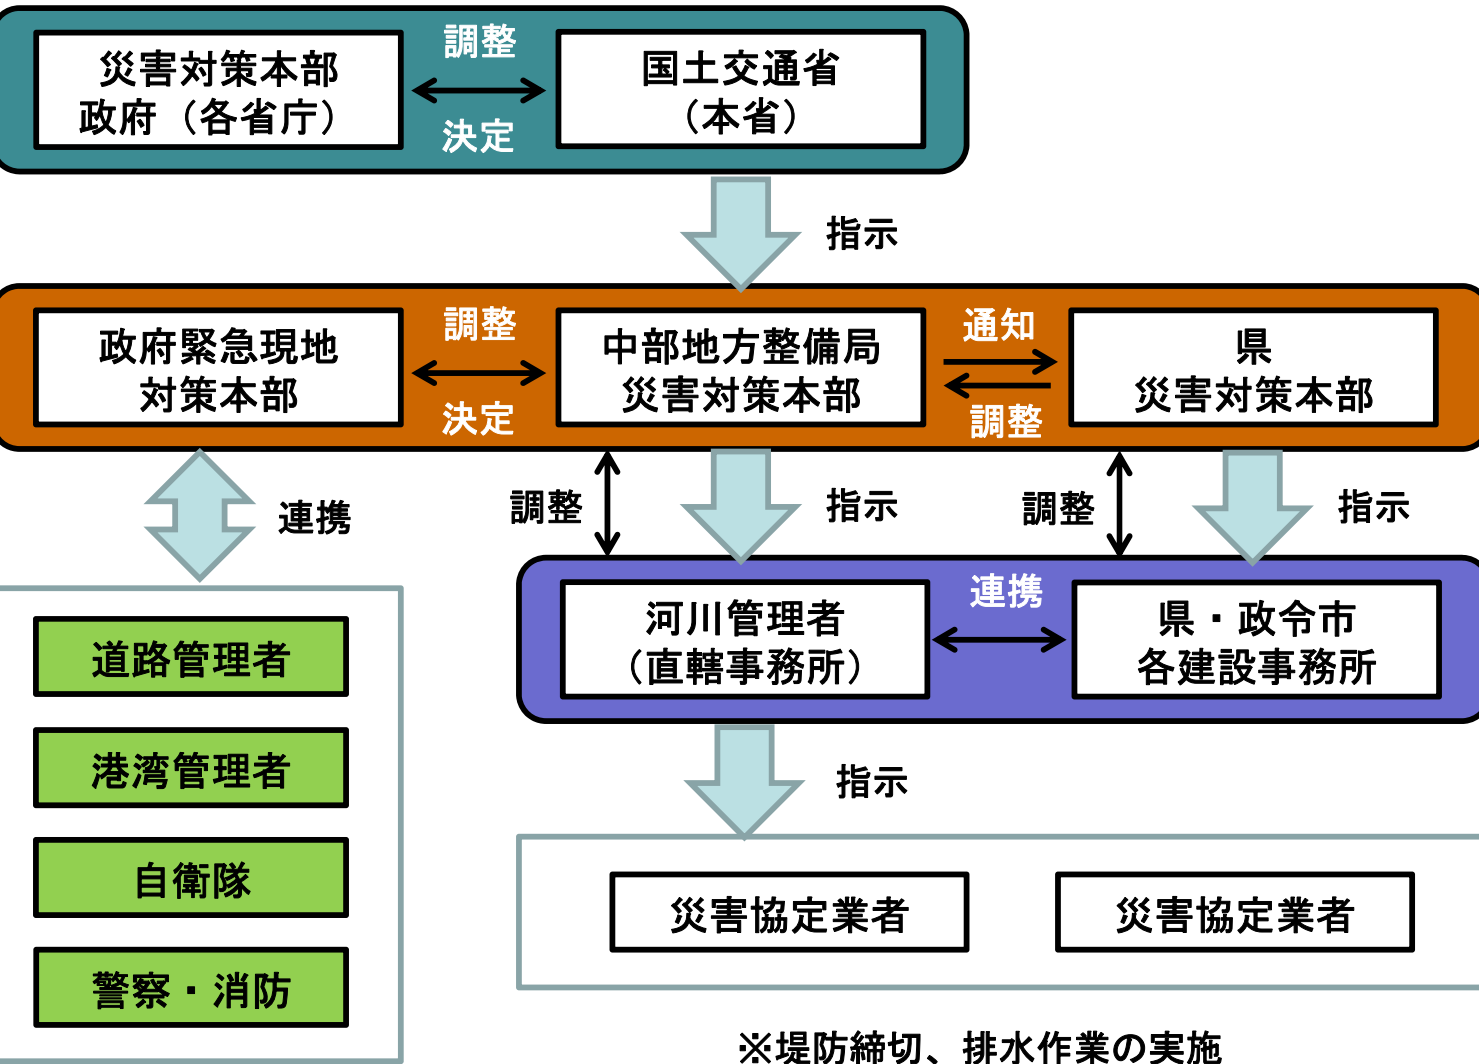 災害対策本部
政府（各省庁）
調整
決定
国土交通省
（本省）
指示
政府緊急現地
対策本部
調整
決定
中部地方整備局
災害対策本部
通知
調整
県
災害対策本部
連携
調整
指示
調整
指示
道路管理者
港湾管理者
自衛隊
警察・消防
河川管理者
（直轄事務所）
連携
県・政令市
各建設事務所
指示
災害協定業者
災害協定業者
※堤防締切、排水作業の実施